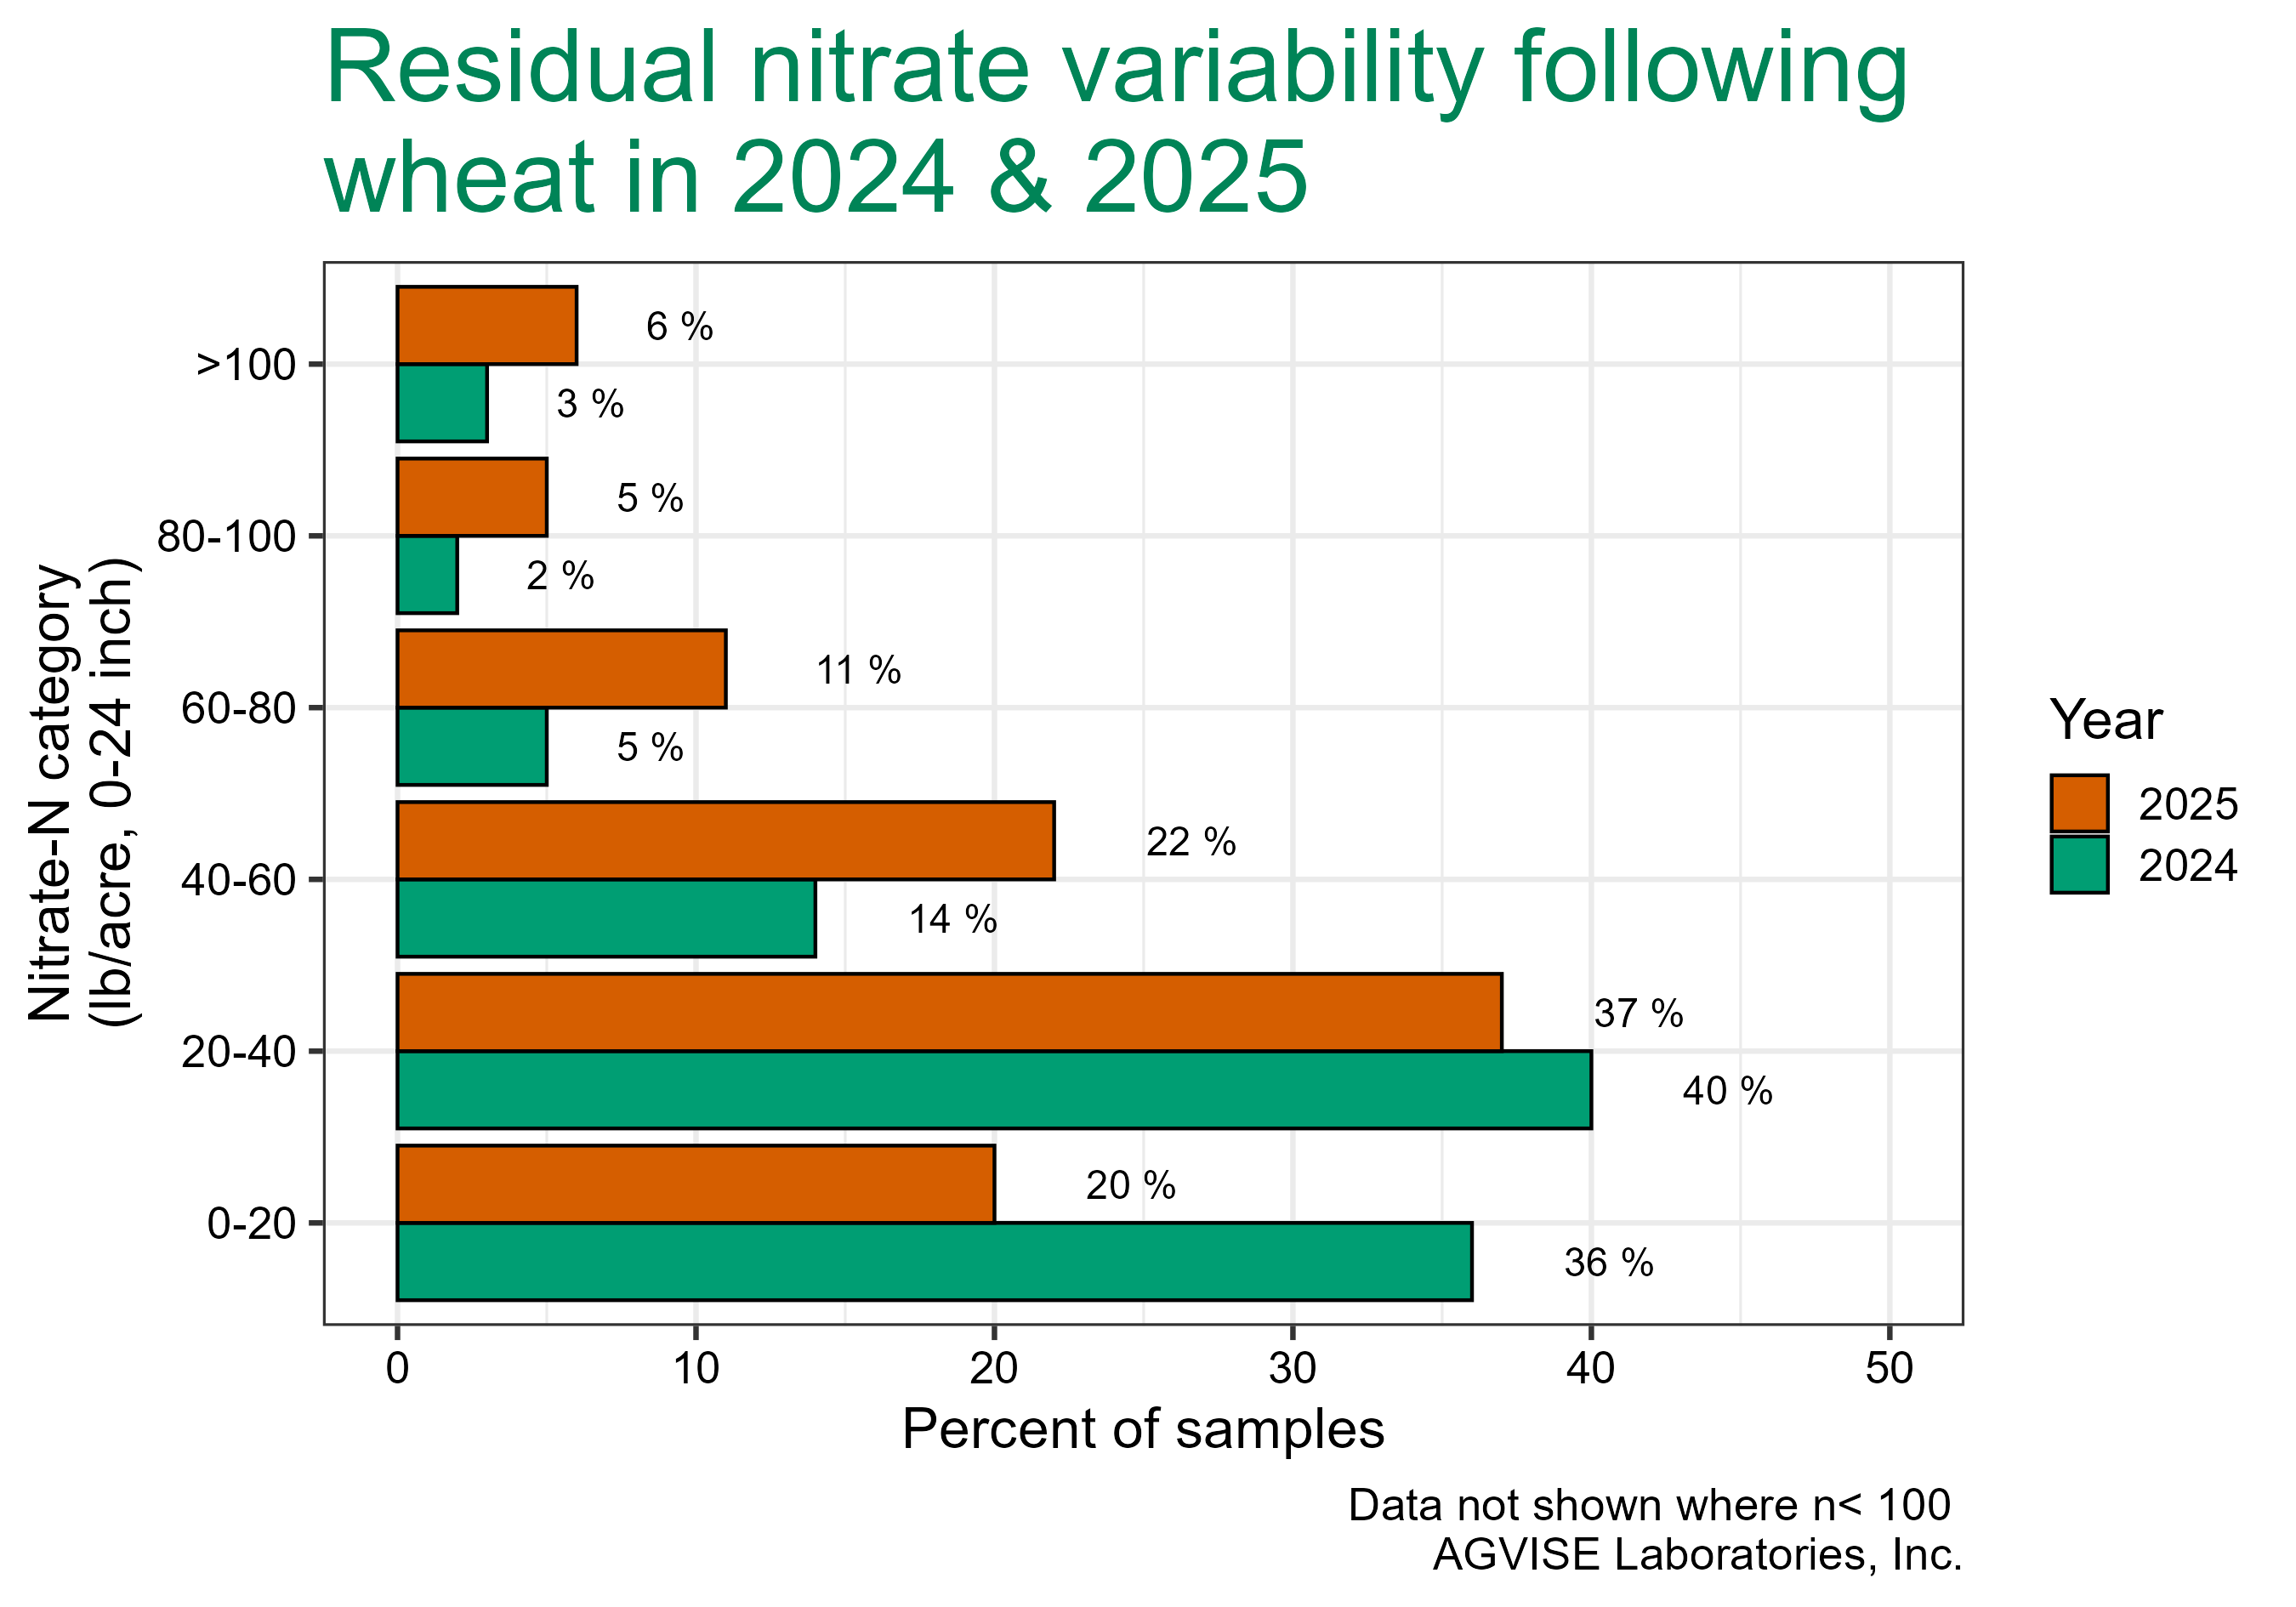 Residual nitrate variability following
wheat in 2024 & 2025
Nitrate-N category
(lb/acre, 0-24 inch)
>100
6 %
3 %
80-100
5 %
2 %
60-80
11 %
5 %
40-60
22 %
14 %
20-40
37 %
40 %
0-20
20 %
36 %
0 10 20 30 40 50
Percent of samples
Year
2025
2024
Data not shown where n< 100
AGVISE Laboratories, Inc.